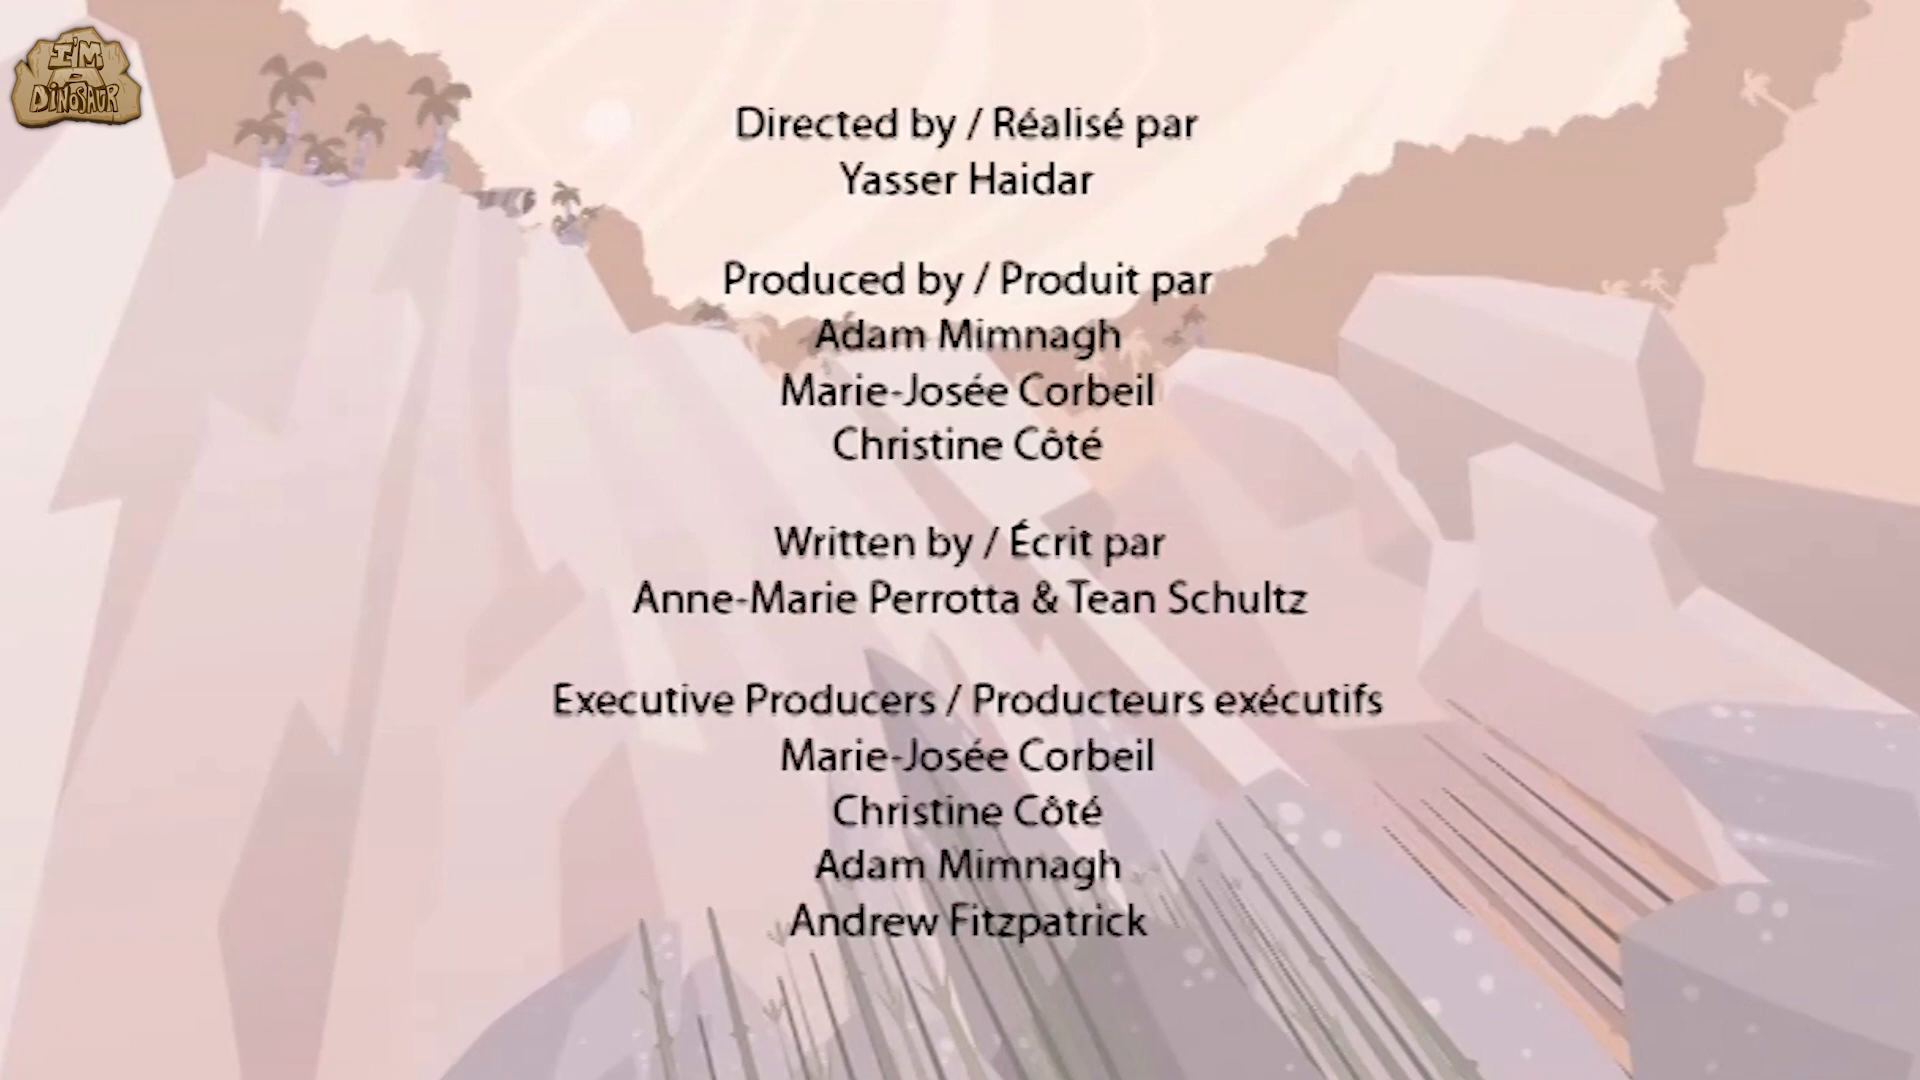 I'M
A
DINOSAUR
Directed by / Réalisé par
Yasser Haidar
Produced by / Produit par
Adam Mimnagh
Marie-Josée Corbeil
Christine Côté
Written by / Écrit par
Anne-Marie Perrotta & Tean Schultz
Executive Producers / Producteurs exécutifs
Marie-Josée Corbeil
Christine Côté
Adam Mimnagh
Andrew Fitzpatrick